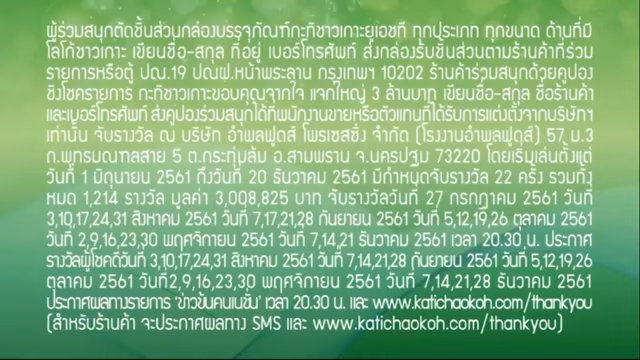 ผู้ร่วมสนุกตัดชิ้นส่วนกล่องบรรจุภัณฑ์กะทิชาวเกาะยูเอชที ทุกประเภท ทุกขนาด ด้านที่มี
โลโก้ชาวเกาะ เขียนชื่อ-สกุล ที่อยู่ เบอร์โทรศัพท์ ส่งกล่องรับชิ้นส่วนตามร้านค้าที่ร่วม
รายการหรือตู้ ปณ.19 ปณฝ.หน้าพระลาน กรุงเทพฯ 10202 ร้านค้าร่วมสนุกด้วยคูปอง
ชิงโชครายการ กะทิชาวเกาะขอบคุณจากใจ แจกใหญ่ 3 ล้านบาท เขียนชื่อ-สกุล ชื่อร้านค้า
และเบอร์โทรศัพท์ ส่งคูปองร่วมสนุกได้ที่พนักงานขายหรือตัวแทนที่ได้รับการแต่งตั้งจากบริษัทฯ
เท่านั้น จับรางวัล ณ บริษัท อำพลฟูดส์ โพรเซสซิ่ง จำกัด (โรงงานอำพลฟูดส์) 57 ม.3
ถ.พุทธมณฑลสาย 5 ต.กระทุ่มล้ม อ.สามพราน จ.นครปฐม 73220 โดยเริ่มเล่นตั้งแต่
วันที่ 1 มิถุนายน 2561 ถึงวันที่ 20 ธันวาคม 2561 มีกำหนดจับรางวัล 22 ครั้ง รวมทั้ง
หมด 1,214 รางวัล มูลค่า 3,008,825 บาท จับรางวัลวันที่ 27 กรกฎาคม 2561 วันที่
3,10,17,24,31 สิงหาคม 2561 วันที่ 7,17,21,28 กันยายน 2561 วันที่ 5,12,19,26 ตุลาคม 2561
วันที่ 2,9,16,23,30 พฤศจิกายน 2561 วันที่ 7,14,21 ธันวาคม 2561 เวลา 20.30 น. ประกาศ
รางวัลผู้โชคดีวันที่ 3,10,17,24,31 สิงหาคม 2561 วันที่ 7,14,21,28 กันยายน 2561 วันที่ 5,12,19,26
ตุลาคม 2561 วันที่2,9,16,23,30 พฤศจิกายน 2561 วันที่ 7,14,21,28 ธันวาคม 2561
ประกาศผลทางรายการ 'ข่าวข้นคนเนชั่น' เวลา 20.30 น. และ www.katichaokoh.com/thankyou
(สำหรับร้านค้า จะประกาศผลทาง SMS และ www.katichaokoh.com/thankyou)